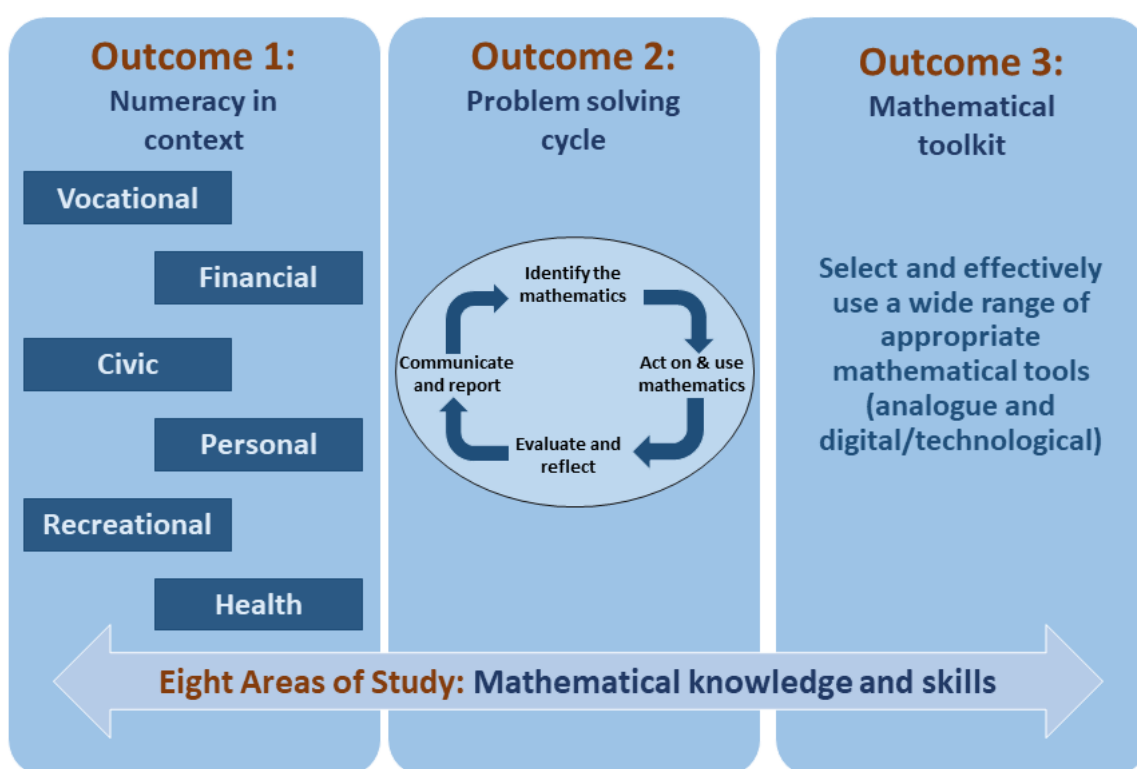 Outcome 1:
Numeracy in
context
Vocational
Financial
Civic
Personal
Recreational
Health
Outcome 2:
Problem solving
cycle
Identify the
mathematics
Act on & use
mathematics
Evaluate and
reflect
Communicate
and report
Outcome 3:
Mathematical
toolkit
Select and effectively
use a wide range of
appropriate
mathematical tools
(analogue and
digital/technological)
Eight Areas of Study: Mathematical knowledge and skills